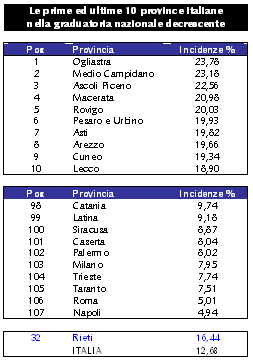 Le prime ed ultime 10 province italiane
nella graduatoria nazionale decrescente
Pos Provincia Incidenze %
1 Ogliastra 23,78
2 Medio Campidano 23,18
3 Ascoli Piceno 22,56
4 Macerata 20,98
5 Rovigo 20,03
6 Pesaro e Urbino 19,93
7 Asti 19,82
8 Arezzo 19,66
9 Cuneo 19,34
10 Lecco 18,90
Pos Provincia Incidenze %
98 Catania 9,74
99 Latina 9,18
100 Siracusa 8,87
101 Caserta 8,04
102 Palermo 8,02
103 Milano 7,95
104 Trieste 7,74
105 Taranto 7,51
106 Roma 5,01
107 Napoli 4,94
32 Rieti 16,44
ITALIA 12,68